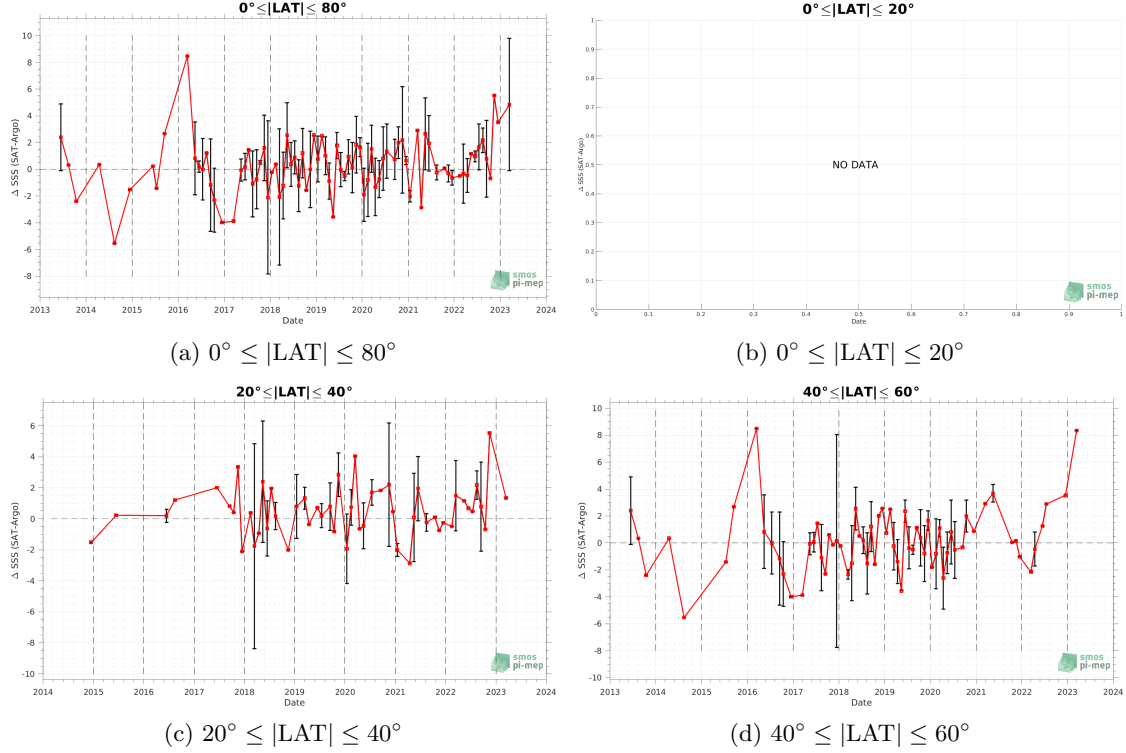 0°≤|LAT|≤ 80°
Δ SSS (SAT-Argo)
10
8
6
4
2
0
-2
-4
-6
-8
2013 2014 2015 2016 2017 2018 2019 2020 2021 2022 2023 2024
Date
smos
pi-mep
(a) 0° ≤ |LAT| ≤ 80°
0°≤|LAT|≤ 20°
Δ SSS (SAT-Argo)
1
0.9
0.8
0.7
0.6
0.5
0.4
0.3
0.2
0.1
0
NO DATA
0 0.1 0.2 0.3 0.4 0.5 0.6 0.7 0.8 0.9 1
Date
smos
pi-mep
(b) 0° ≤ |LAT| ≤ 20°
20°≤|LAT|≤ 40°
Δ SSS (SAT-Argo)
6
4
2
0
-2
-4
-6
-8
-10
2014 2015 2016 2017 2018 2019 2020 2021 2022 2023 2024
Date
smos
pi-mep
(c) 20° ≤ |LAT| ≤ 40°
40°≤|LAT|≤ 60°
Δ SSS (SAT-Argo)
10
8
6
4
2
0
-2
-4
-6
-8
-10
2013 2014 2015 2016 2017 2018 2019 2020 2021 2022 2023 2024
Date
smos
pi-mep
(d) 40° ≤ |LAT| ≤ 60°